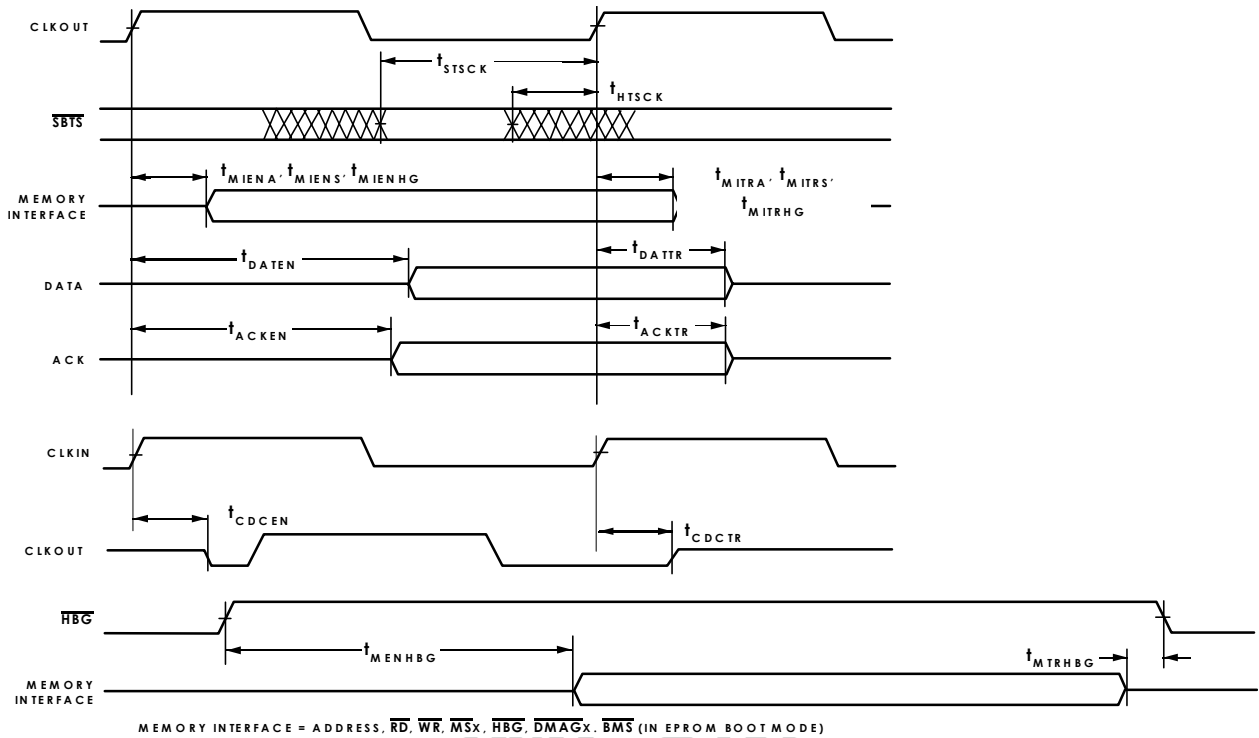 CLKOUT
tSTSCK
tHTSCK
SBTS
tMIENA, tMIENS, tMIENHG
tMITRA, tMITRS,
tMITRHG
MEMORY
INTERFACE
tDATEN
tDATTR
DATA
tACKEN
tACKTR
ACK
CLKIN
tCDCEN
tCDCTR
CLKOUT
HBG
tMENHBG
tMTRHBG
MEMORY
INTERFACE
MEMORY INTERFACE = ADDRESS, RD, WR, MSx, HBG, DMAGx. BMS (IN EPROM BOOT MODE)